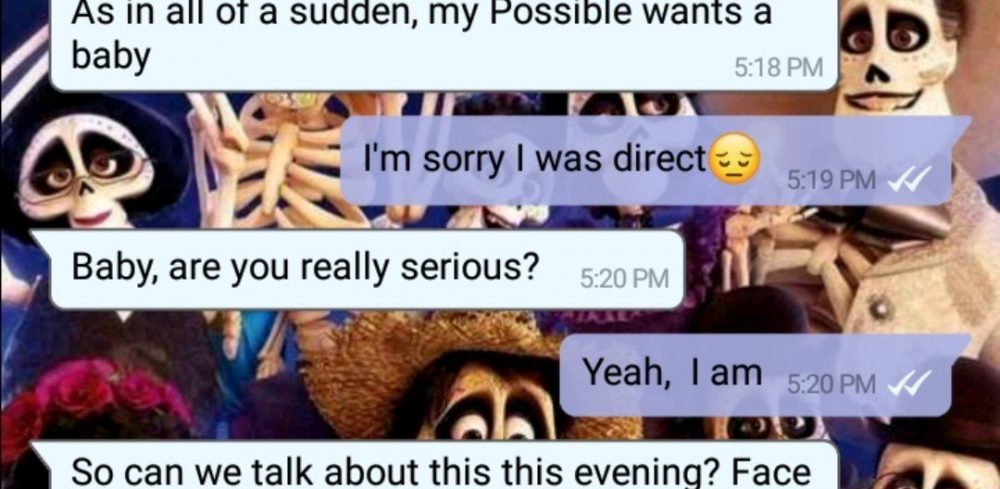 As in all of a sudden, my Possible wants a
baby
5:18 PM
I'm sorry I was direct😔
5:19 PM
Baby, are you really serious?
5:20 PM
Yeah,  I am
5:20 PM
So can we talk about this this evening? Face